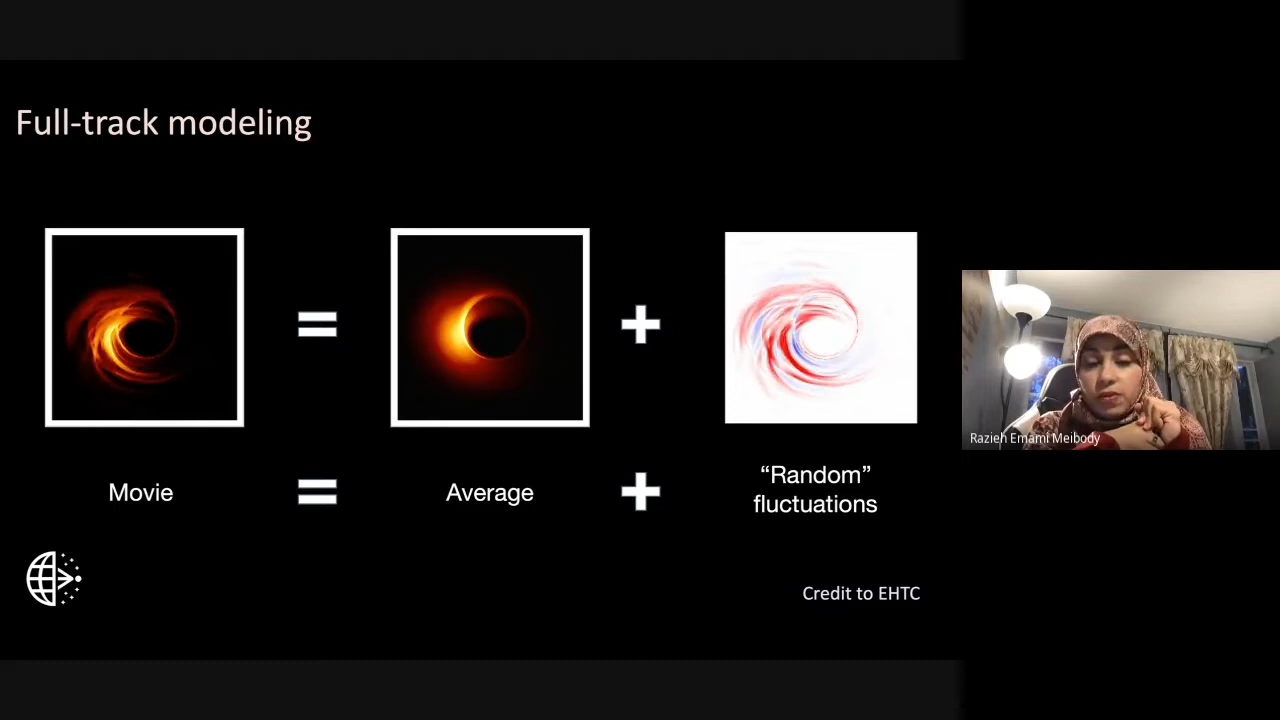 Full-track modeling
Movie
=
Average
+
“Random”
fluctuations
Credit to EHTC
Razieh Emami Meibody